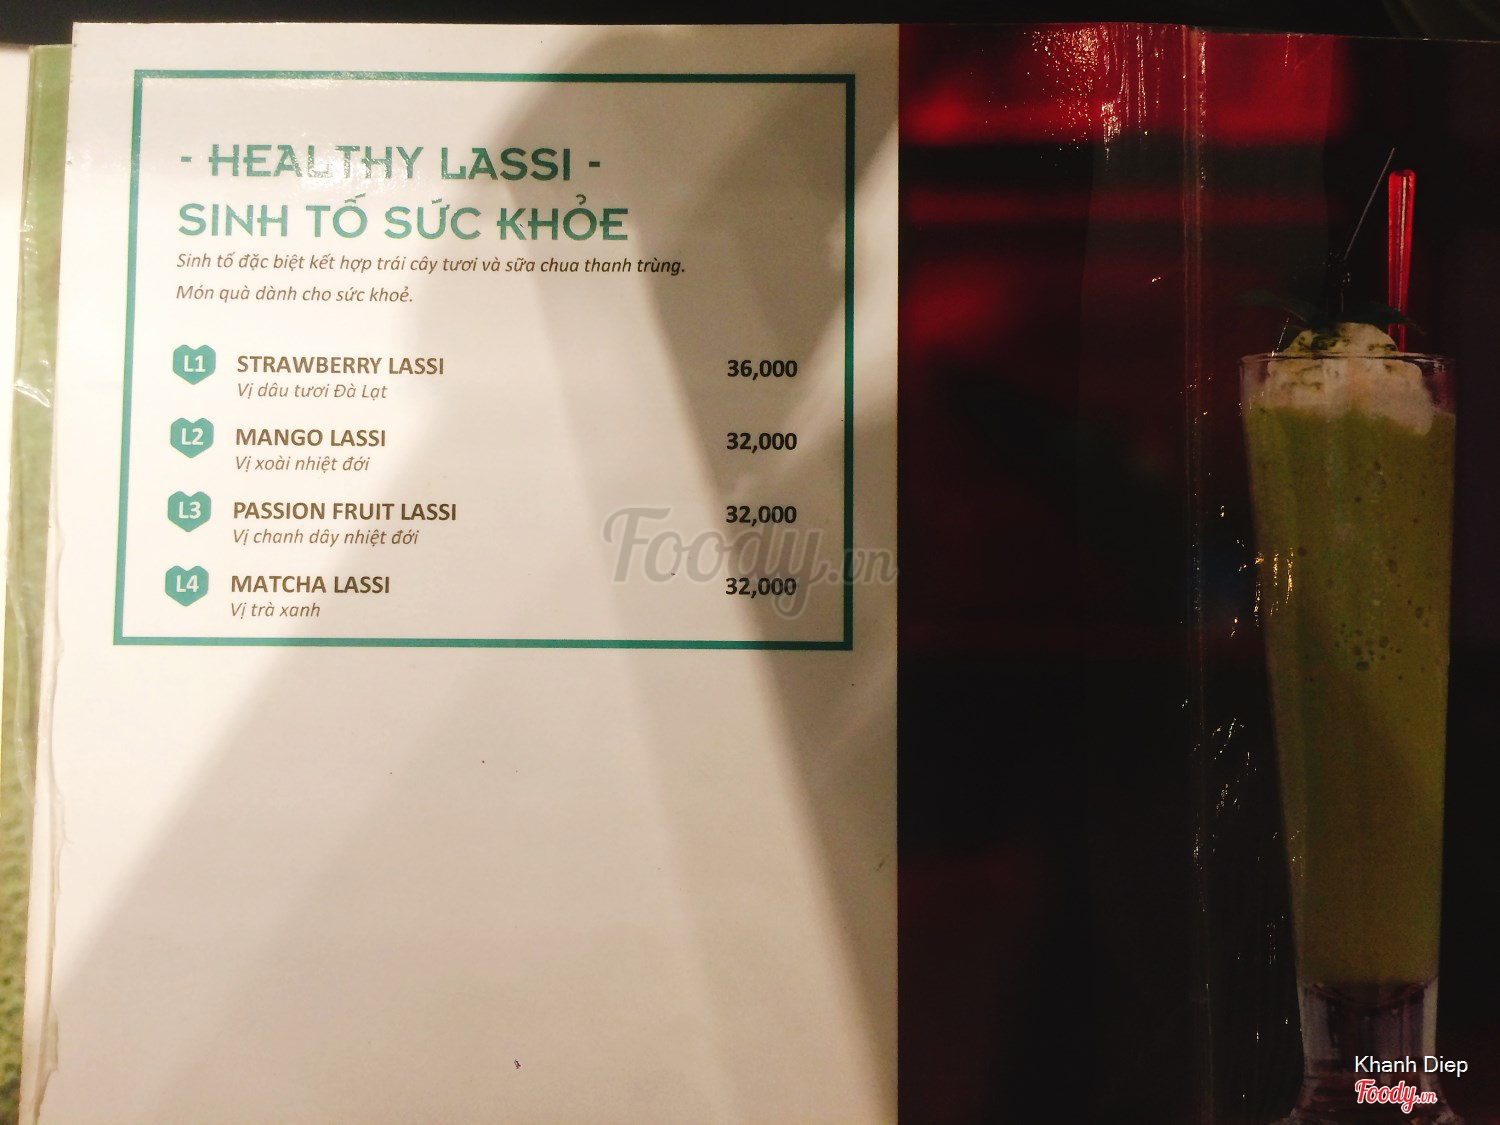 - HEALTHY LASSI -
SINH TỐ SỨC KHỎE
Sinh tố đặc biệt kết hợp trái cây tươi và sữa chua thanh trùng.
Món quà dành cho sức khoẻ.
L1 STRAWBERRY LASSI 36,000
Vị dâu tươi Đà Lạt
L2 MANGO LASSI 32,000
Vị xoài nhiệt đới
L3 PASSION FRUIT LASSI 32,000
Vị chanh dây nhiệt đới
L4 MATCHA LASSI 32,000
Vị trà xanh
Foody.vn
Khanh Diep
Foody.vn